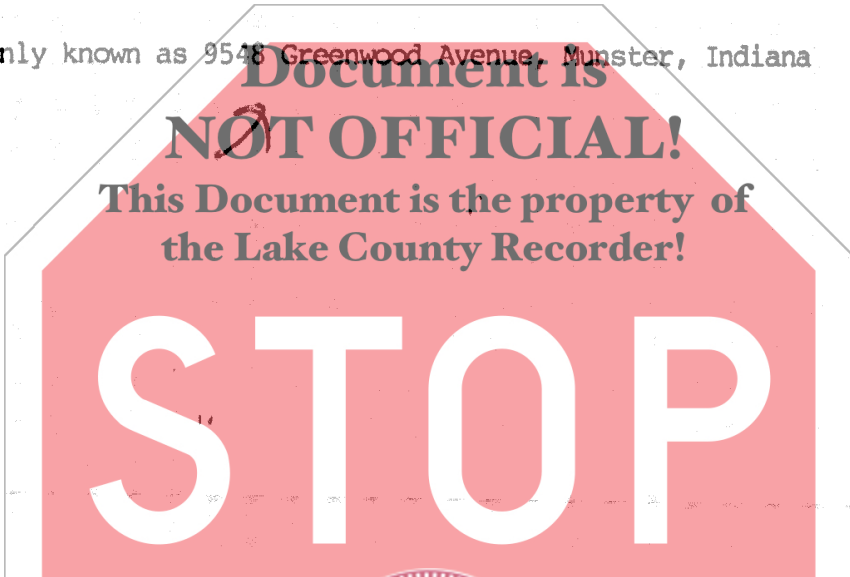 nly known as 9548 Greenwood Avenue, Munster, Indiana
Document is
NOT OFFICIAL!
This Document is the property of
the Lake County Recorder!
STOP